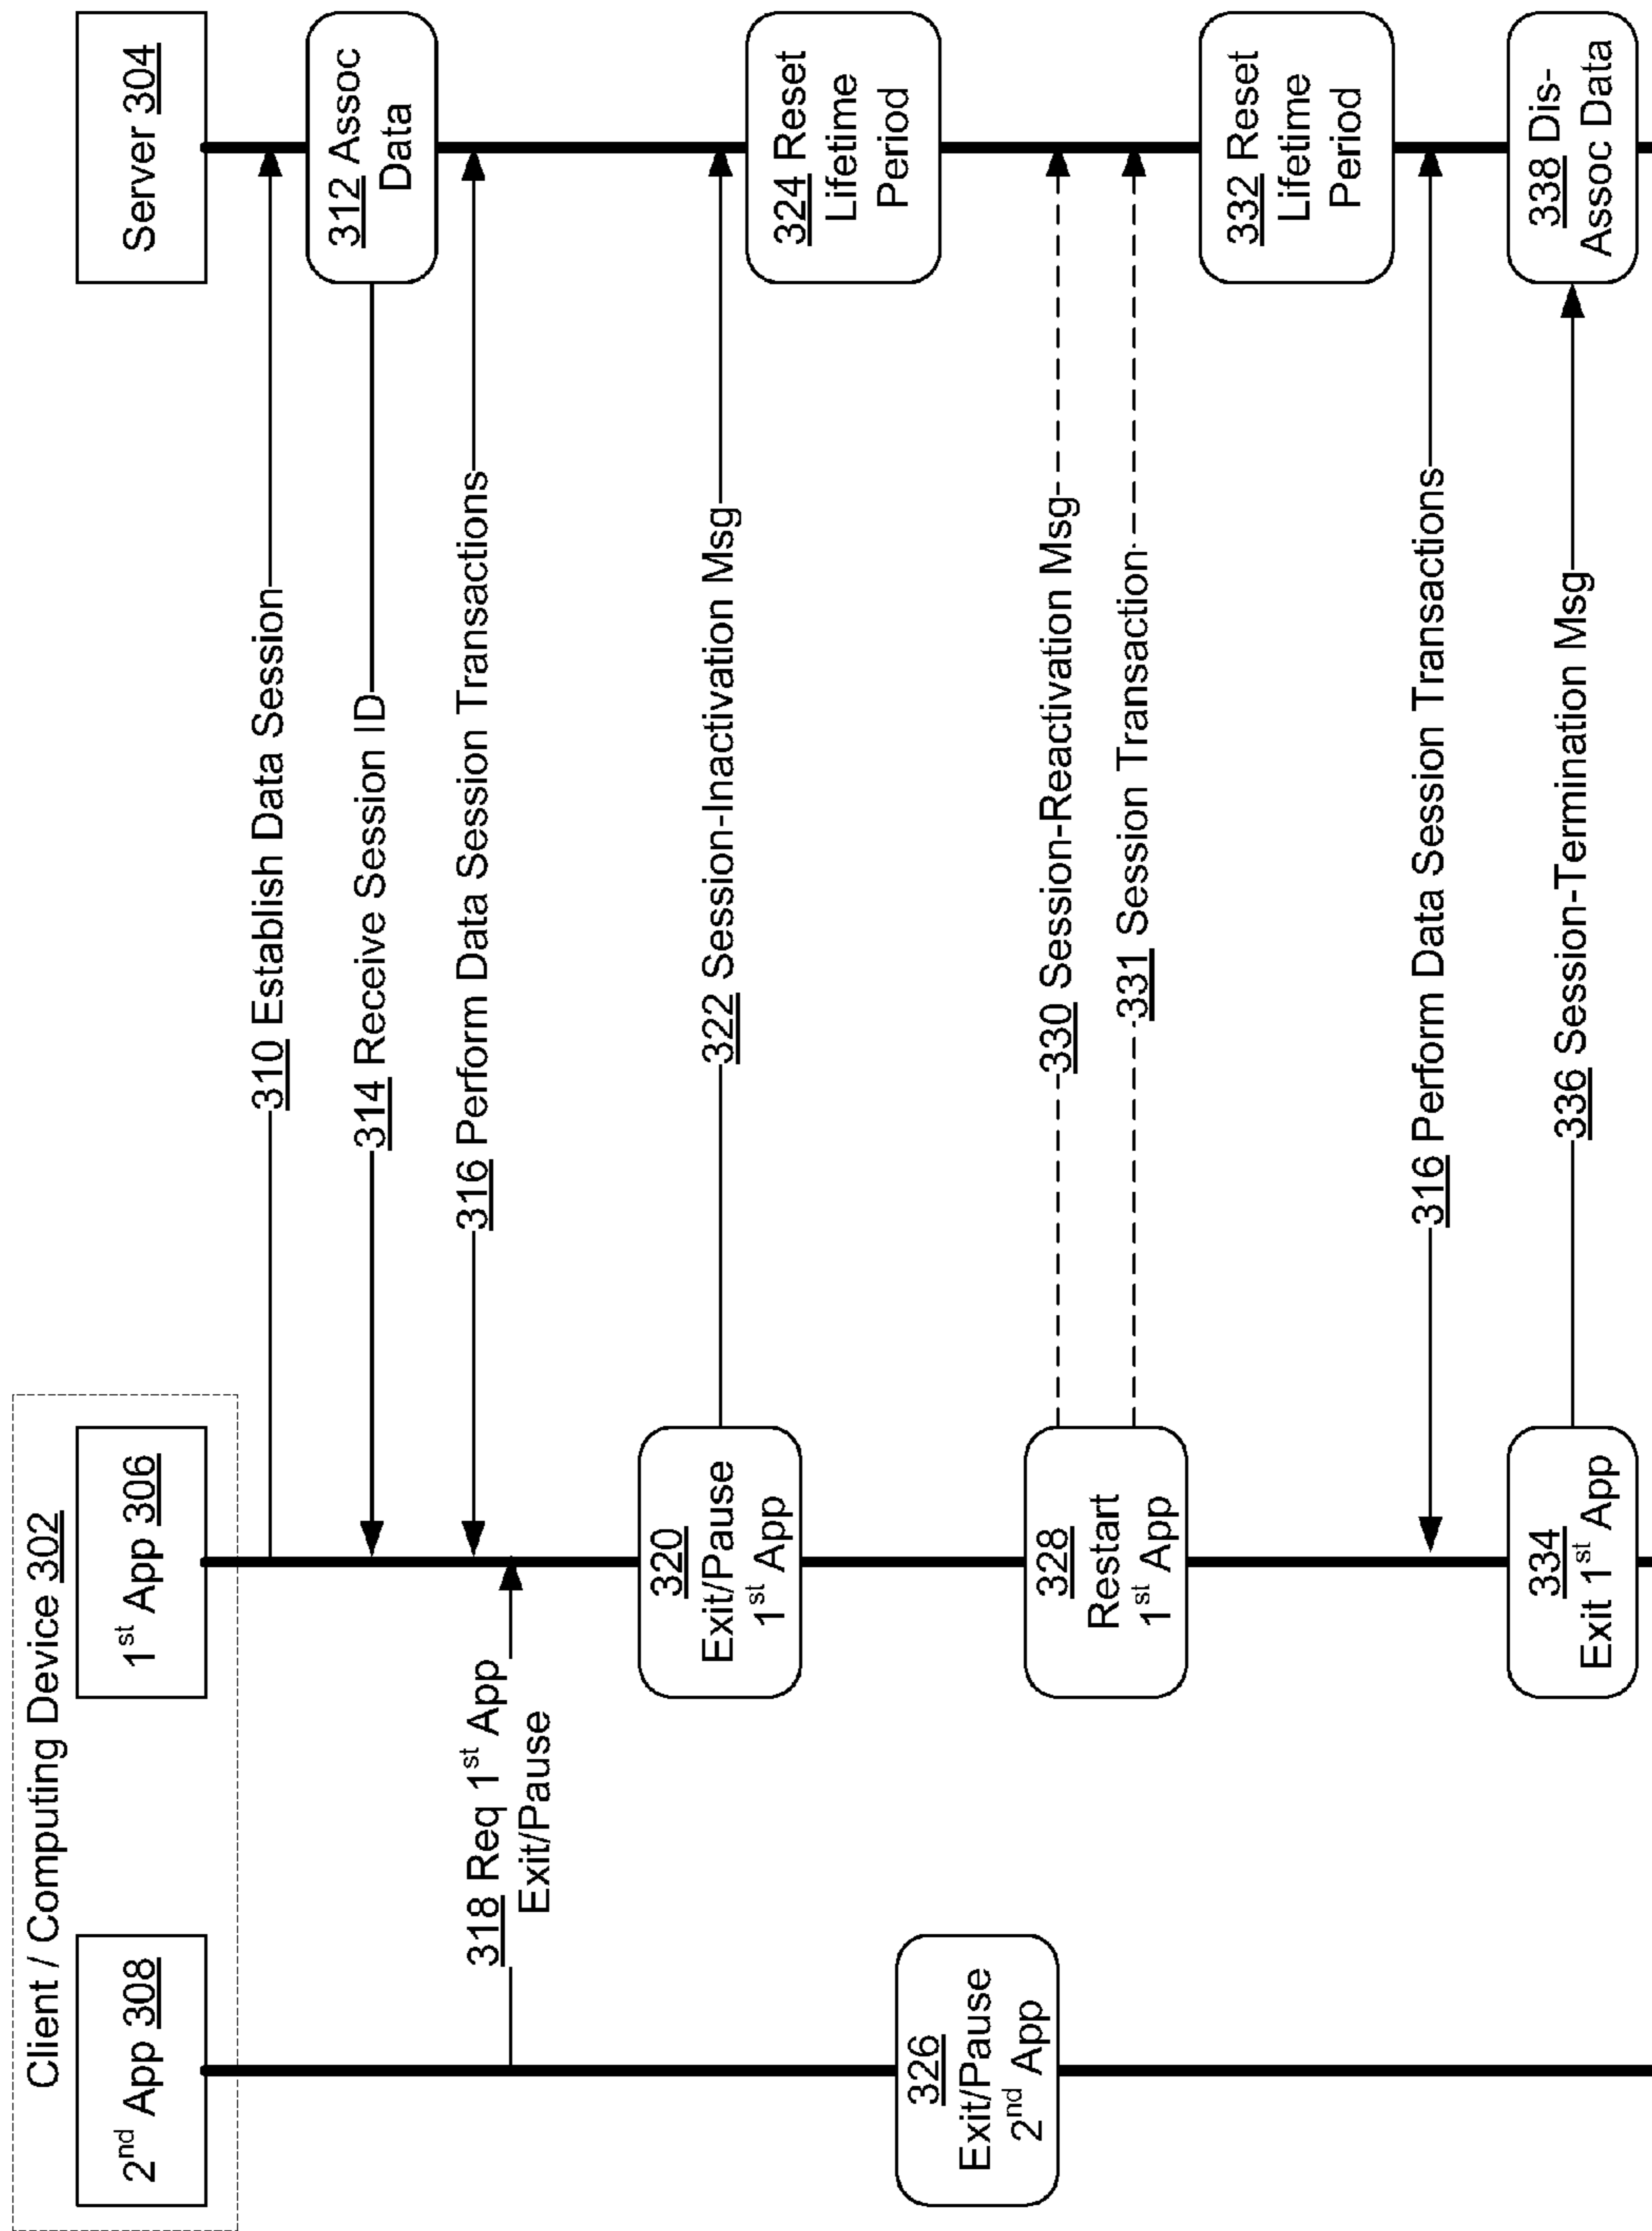 Client / Computing Device 302
2nd App 308
1st App 306
Server 304
310 Establish Data Session
312 Assoc
Data
314 Receive Session ID
316 Perform Data Session Transactions
318 Req 1st App
Exit/Pause
320
Exit/Pause
1st App
322 Session-Inactivation Msg
324 Reset
Lifetime
Period
326
Exit/Pause
2nd App
328
Restart
1st App
330 Session-Reactivation Msg
331 Session Transaction
332 Reset
Lifetime
Period
316 Perform Data Session Transactions
334
Exit 1st App
336 Session-Termination Msg
338 Dis-
Assoc Data